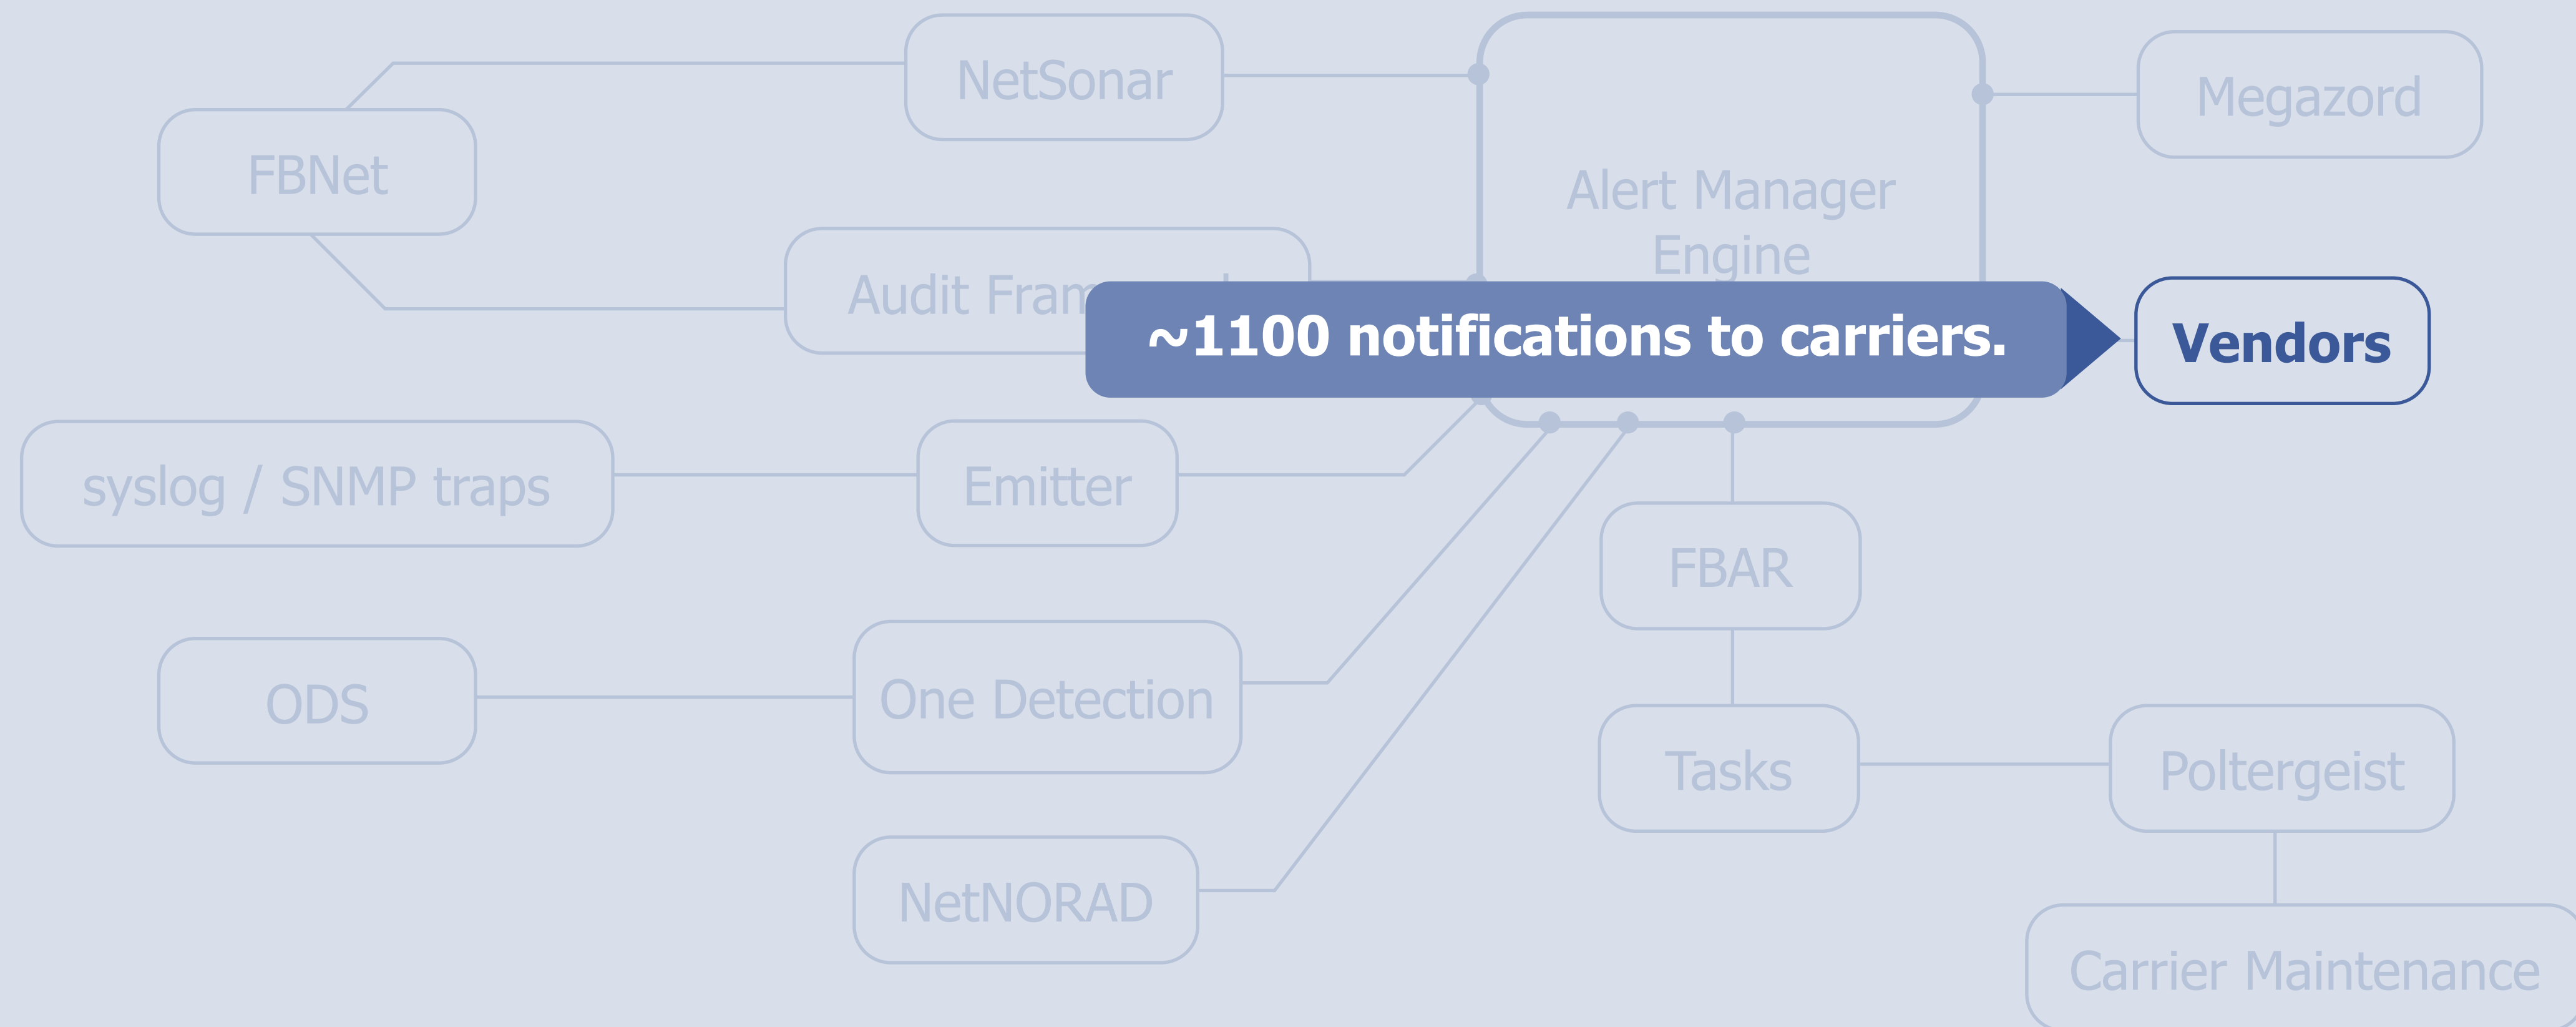 NetSonar
Megazord
FBNet
Alert Manager
Engine
Audit
~1100 notifications to carriers.
Vendors
syslog / SNMP traps
Emitter
FBAR
ODS
One Detection
Tasks
Poltergeist
NetNORAD
Carrier Maintenance